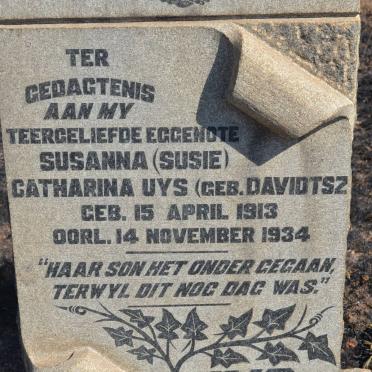 TER
GEDAGTENIS
AAN MY
TEERGELIEFDE EGGENOTE
SUSANNA (SUSIE)
CATHARINA UYS (GEB. DAVIDTSZ
GEB. 15 APRIL 1913
OORL. 14 NOVEMBER 1934
"HAAR SON HET ONDER GEGAAN,
TERWYL DIT NOG DAG WAS."